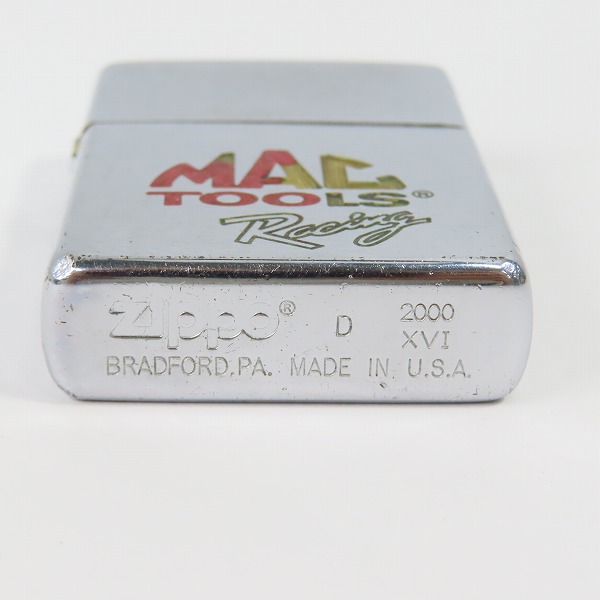 MAC
TOOLS®
Racing
Zippo® D 2000
XVI
BRADFORD, PA. MADE IN U.S.A.